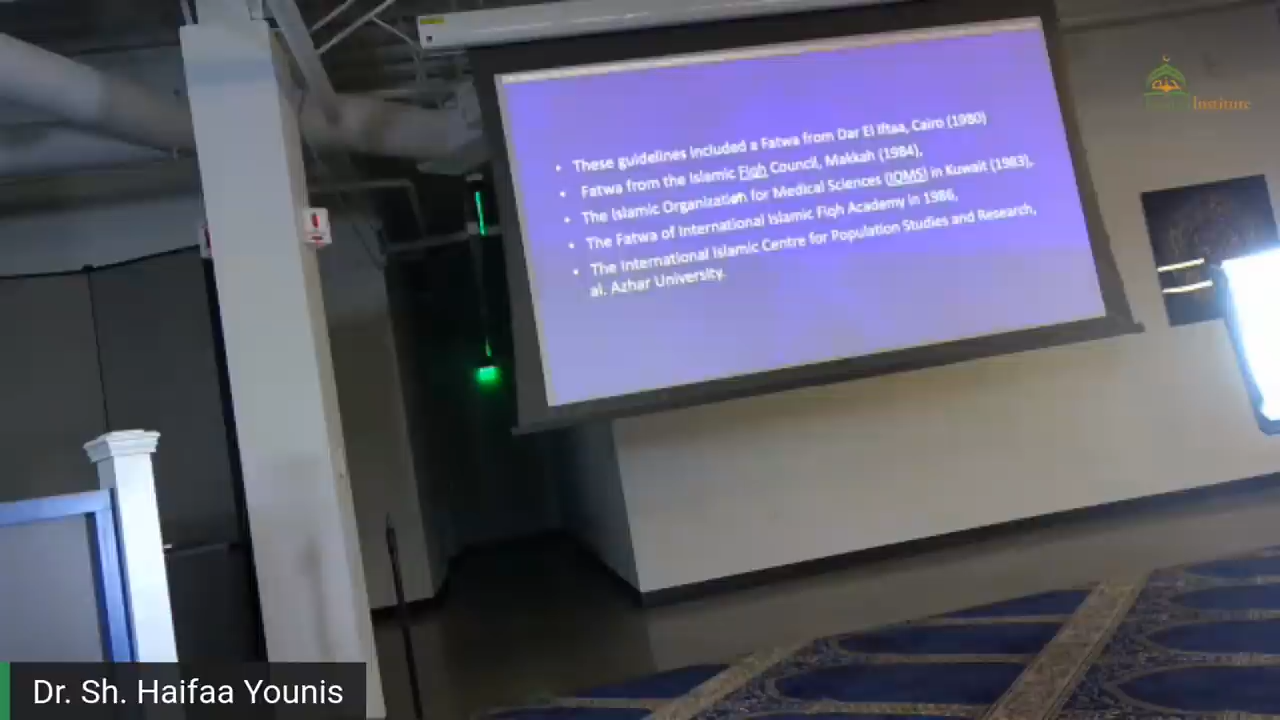 • These guidelines included a Fatwa from Dar El Iftaa, Cairo (1980)
• Fatwa from the Islamic Fiqh Council, Makkah (1984),
• The Islamic Organization for Medical Sciences (IOMS) in Kuwait (1983),
• The Fatwa of International Islamic Fiqh Academy in 1986,
• The International Islamic Centre for Population Studies and Research,
al. Azhar University.
Institute
Dr. Sh. Haifaa Younis